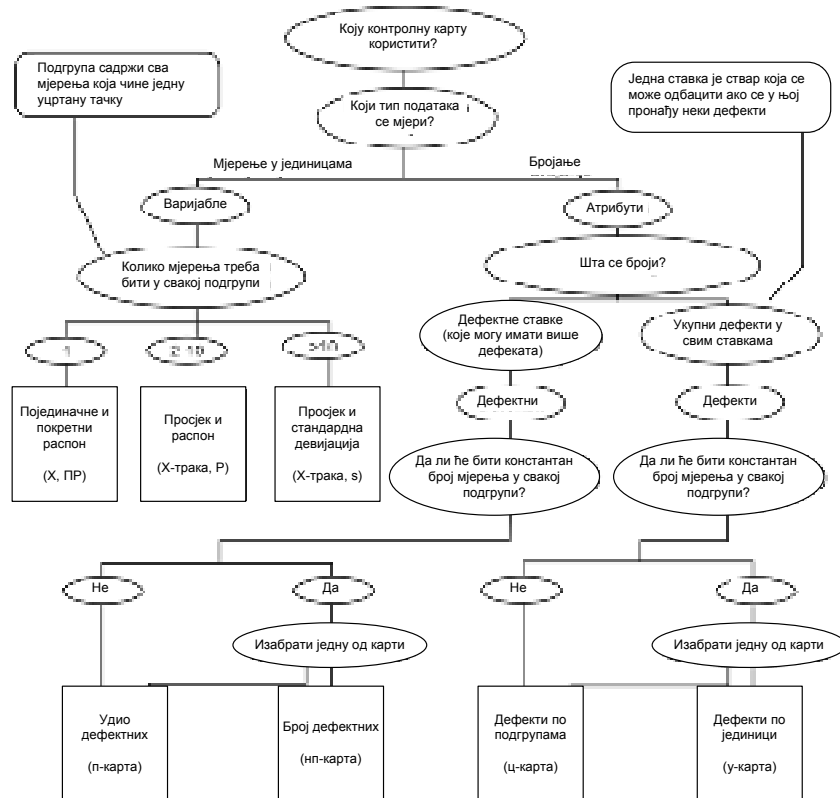 Коју контролну карту
користити?
Подгрупа садржи сва
мјерења која чине једну
уцртану тачку
Једна ставка је ствар која се
може одбацити ако се у њој
пронађу неки дефекти
Који тип података
се мјери?
Мјерење у јединицама
Бројање
Варијабле
Атрибути
Колико мјерења треба
бити у свакој подгрупи
Шта се броји?
Дефектне ставке
(које могу имати више
дефеката)
Укупни дефекти у
свим ставкама
1
2-10
Појединачне и
покретни
распон
(Х, ПР)
Просјек и
распон
(Х-трака, Р)
Просјек и
стандардна
девијација
(Х-трака, s)
Дефектни
Дефекти
Да ли ће бити константан
број мјерења у свакој
подгрупи?
Да ли ће бити константан
број мјерења у свакој
подгрупи?
Не
Да
Не
Да
Изабрати једну од карти
Изабрати једну од карти
Удио
дефектних
(п-карта)
Број дефектних
(нп-карта)
Дефекти по
подгрупама
(ц-карта)
Дефекти по
јединици
(у-карта)